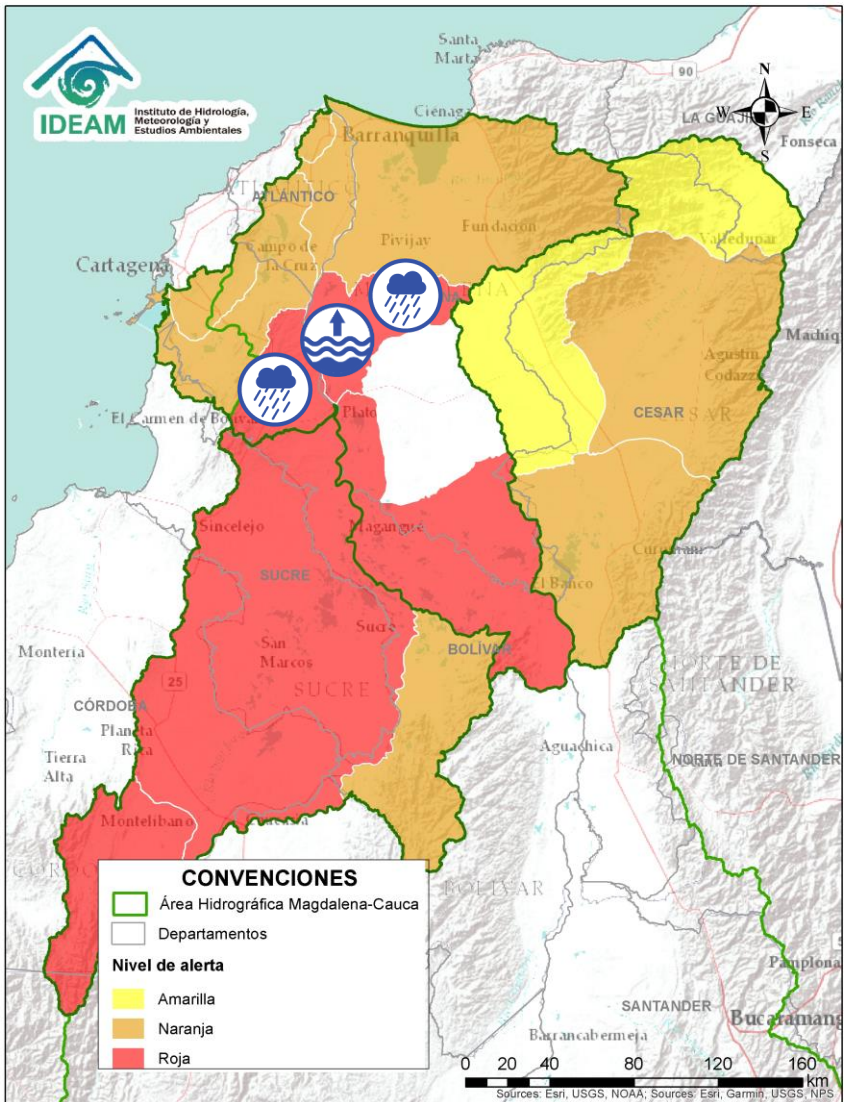 IDEAM
Instituto de Hidrología,
Meteorología y
Estudios Ambientales
Santa
Marta
90
N
W
E
S
Ciénaga
LA GUAJIRA
Fonseca
Barranquilla
ATLÁNTICO
Valledupar
Fundación
Pivijay
Campo de
la Cruz
Cartagena
Machiq
Agustín
Codazzi
CESAR
El Carmen de Bolívar
Plato
Sincelejo
Magangué
SUCRE
Curumaní
El Banco
Sucre
BOLÍVAR
San
Marcos
Montería
SUCRE
NORTE DE
SANTANDER
25
CÓRDOBA
Planeta
Rica
Aguachica
Tierra
Alta
NORTE DE SANTANDER
Montelíbano
Caucasia
BOLÍVAR
CONVENCIONES
Área Hidrográfica Magdalena-Cauca
Departamentos
Nivel de alerta
Amarilla
Naranja
Roja
Pamplona
SANTANDER
Bucaramang
Barrancabermeja
0 20 40 80 120 160
km
Sources: Esri, USGS, NOAA; Sources: Esri, Garmin, USGS, NPS